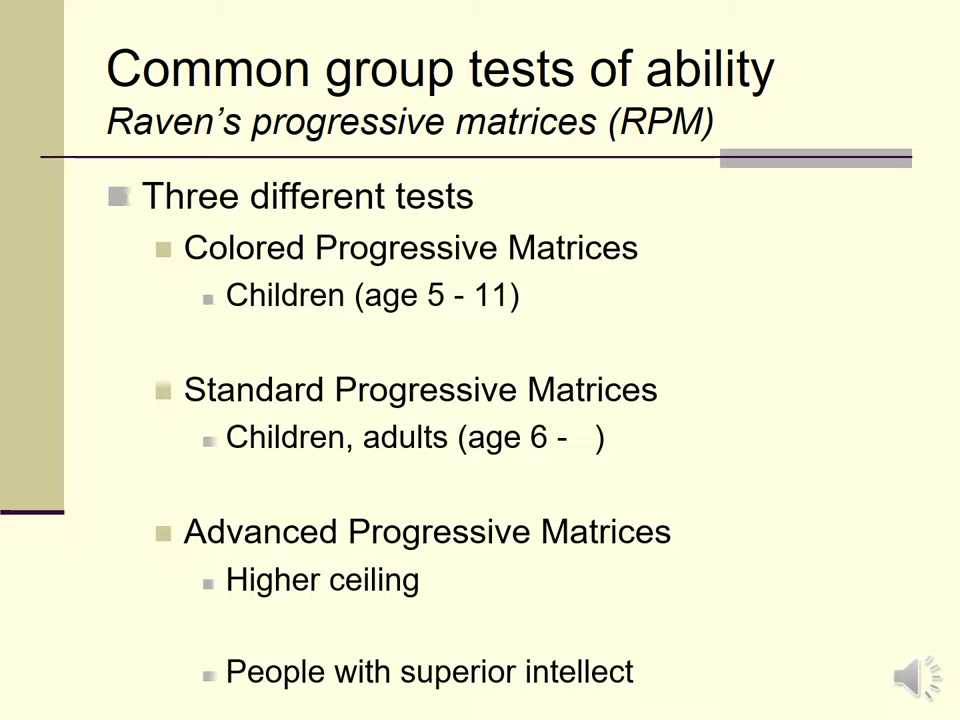 Common group tests of ability
Raven's progressive matrices (RPM)
Three different tests
Colored Progressive Matrices
Children (age 5 - 11)
Standard Progressive Matrices
Children, adults (age 6 -   )
Advanced Progressive Matrices
Higher ceiling
People with superior intellect